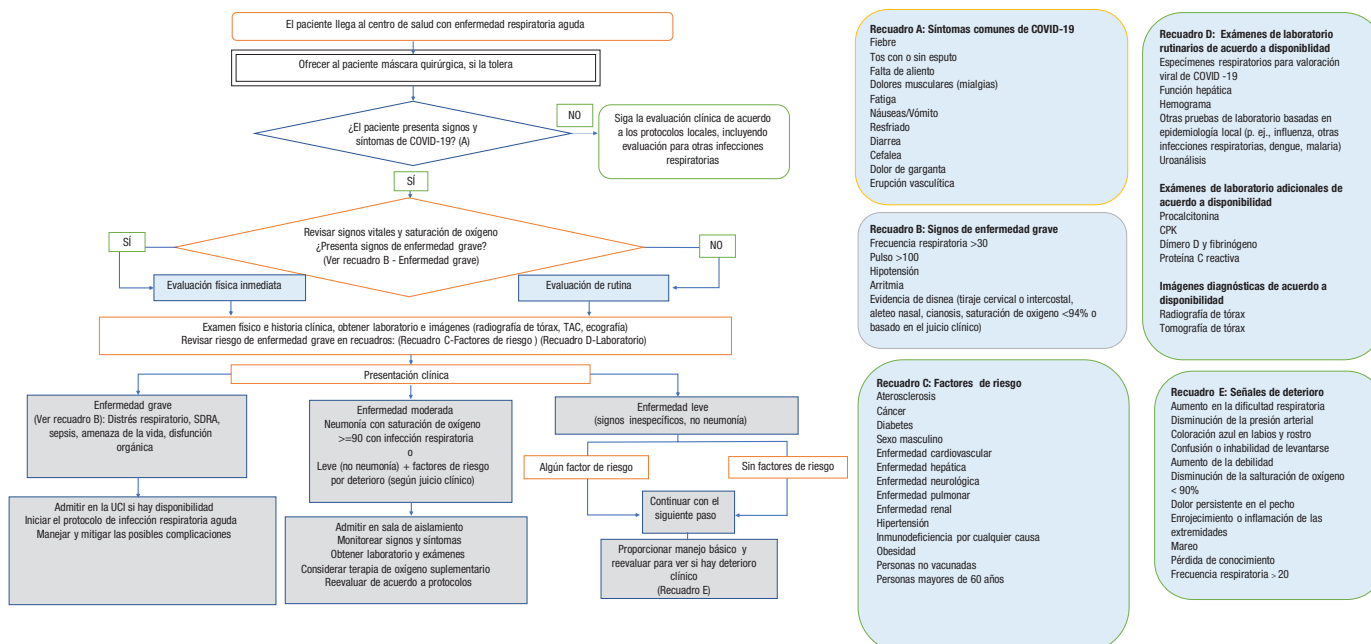 El paciente llega al centro de salud con enfermedad respiratoria aguda
Ofrecer al paciente máscara quirúrgica, si la tolera
¿El paciente presenta signos y
síntomas de COVID-19? (A)
NO
Siga la evaluación clínica de acuerdo
a los protocolos locales, incluyendo
evaluación para otras infecciones
respiratorias
SÍ
Revisar signos vitales y saturación de oxígeno
¿Presenta signos de enfermedad grave?
(Ver recuadro B - Enfermedad grave)
SÍ
NO
Evaluación física inmediata
Evaluación de rutina
Examen físico e historia clínica, obtener laboratorio e imágenes (radiografía de tórax, TAC, ecografía)
Revisar riesgo de enfermedad grave en recuadros: (Recuadro C-Factores de riesgo ) (Recuadro D-Laboratorio)
Presentación clínica
Enfermedad grave
(Ver recuadro B): Distrés respiratorio, SDRA,
sepsis, amenaza de la vida, disfunción
orgánica
Admitir en la UCI si hay disponibilidad
Iniciar el protocolo de infección respiratoria aguda
Manejar y mitigar las posibles complicaciones
Enfermedad moderada
Neumonía con saturación de oxígeno
>=90 con infección respiratoria
o
Leve (no neumonía) + factores de riesgo
por deterioro (según juicio clínico)
Admitir en sala de aislamiento
Monitorear signos y síntomas
Obtener laboratorio y exámenes
Considerar terapia de oxígeno suplementario
Reevaluar de acuerdo a protocolos
Enfermedad leve
(signos inespecíficos, no neumonía)
Algún factor de riesgo
Sin factores de riesgo
Continuar con el
siguiente paso
Proporcionar manejo básico y
reevaluar para ver si hay deterioro
clínico
(Recuadro E)
Recuadro A: Síntomas comunes de COVID-19
Fiebre
Tos con o sin esputo
Falta de aliento
Dolores musculares (mialgias)
Fatiga
Náuseas/Vómito
Resfriado
Diarrea
Cefalea
Dolor de garganta
Erupción vasculítica
Recuadro B: Signos de enfermedad grave
Frecuencia respiratoria >30
Pulso >100
Hipotensión
Arritmia
Evidencia de disnea (tiraje cervical o intercostal,
aleteo nasal, cianosis, saturación de oxigeno <94% o
basado en el juicio clínico)
Recuadro C: Factores de riesgo
Aterosclerosis
Cáncer
Diabetes
Sexo masculino
Enfermedad cardiovascular
Enfermedad hepática
Enfermedad neurológica
Enfermedad pulmonar
Enfermedad renal
Hipertensión
Inmunodeficiencia por cualquier causa
Obesidad
Personas no vacunadas
Personas mayores de 60 años
Recuadro D: Exámenes de laboratorio
rutinarios de acuerdo a disponiblidad
Especímenes respiratorios para valoración
viral de COVID -19
Función hepática
Hemograma
Otras pruebas de laboratorio basadas en
epidemiología local (p. ej., influenza, otras
infecciones respiratorias, dengue, malaria)
Uroanálisis
Exámenes de laboratorio adicionales de
acuerdo a disponibilidad
Procalcitonina
CPK
Dímero D y fibrinógeno
Proteína C reactiva
Imágenes diagnósticas de acuerdo a
disponibilidad
Radiografía de tórax
Tomografía de tórax
Recuadro E: Señales de deterioro
Aumento en la dificultad respiratoria
Disminución de la presión arterial
Coloración azul en labios y rostro
Confusión o inhabilidad de levantarse
Aumento de la debilidad
Disminución de la salturación de oxígeno
< 90%
Dolor persistente en el pecho
Enrojecimiento o inflamación de las
extremidades
Mareo
Pérdida de conocimiento
Frecuencia respiratoria > 20